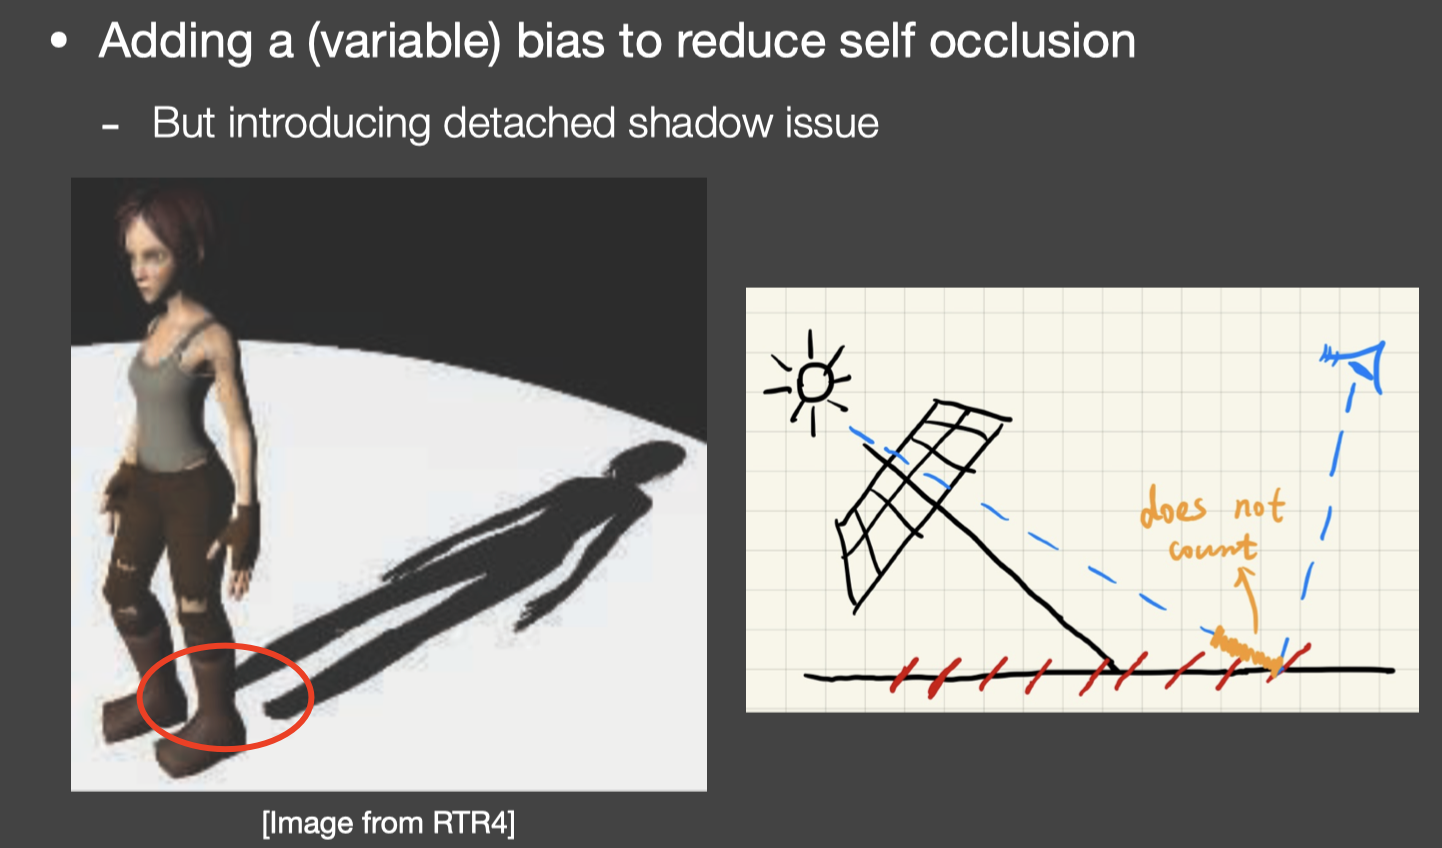 • Adding a (variable) bias to reduce self occlusion
- But introducing detached shadow issue
does not
count
[Image from RTR4]